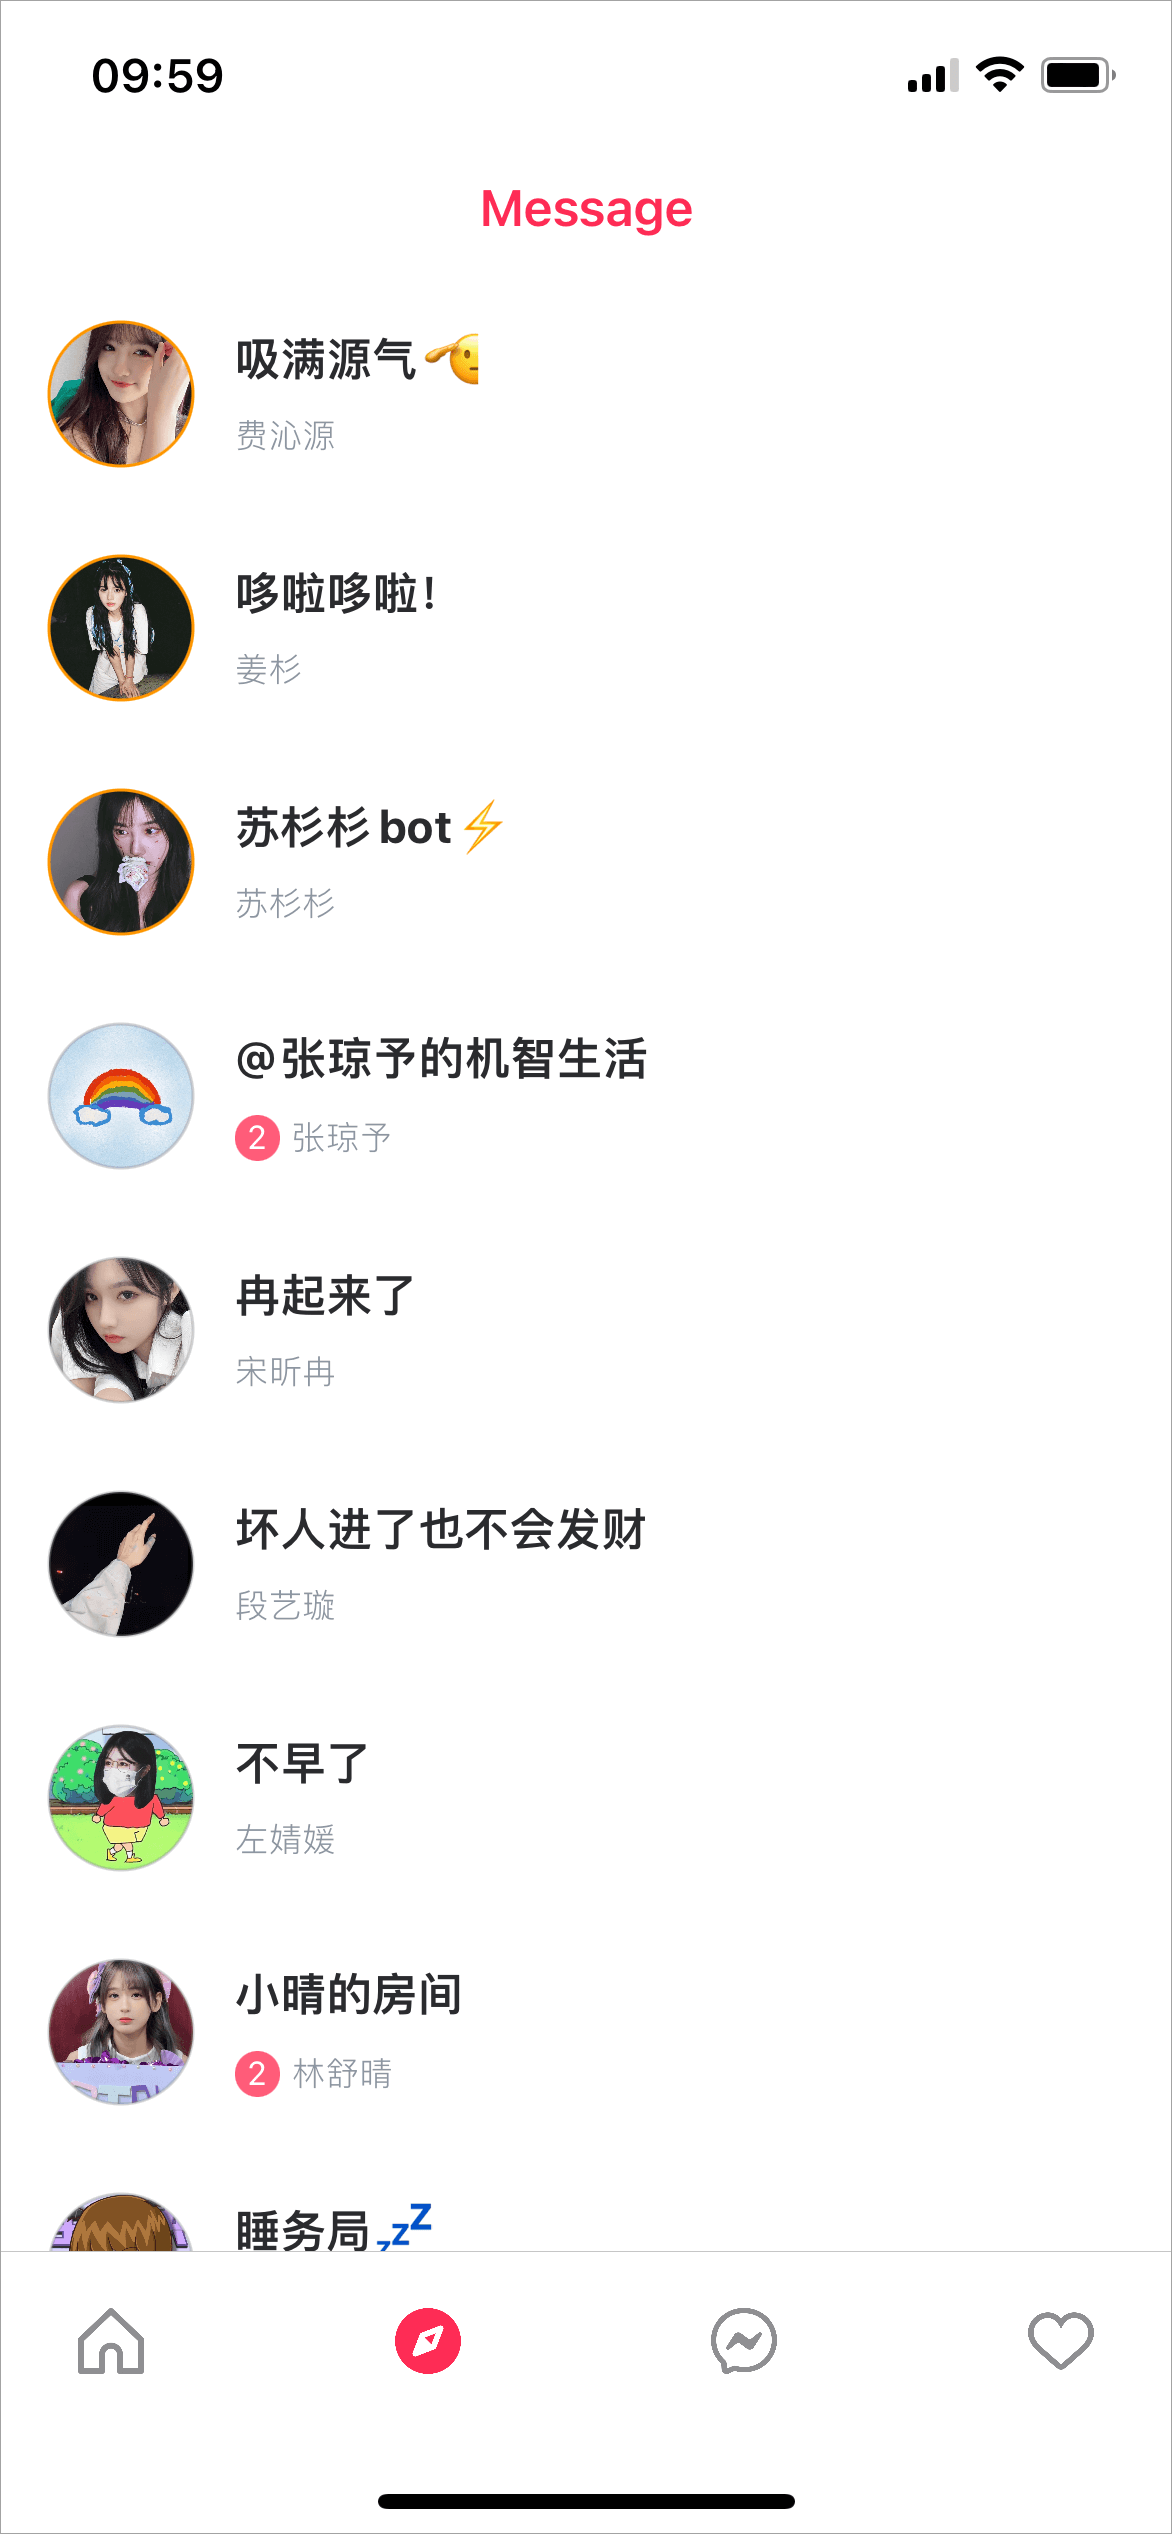 09:59
Message
吸满源气🫡
费沁源
哆啦哆啦！
姜杉
苏杉杉bot⚡
苏杉杉
@张琼予的机智生活
2 张琼予
冉起来了
宋昕冉
坏人进了也不会发财
段艺璇
不早了
左婧媛
小晴的房间
2 林舒晴
睡务局💤